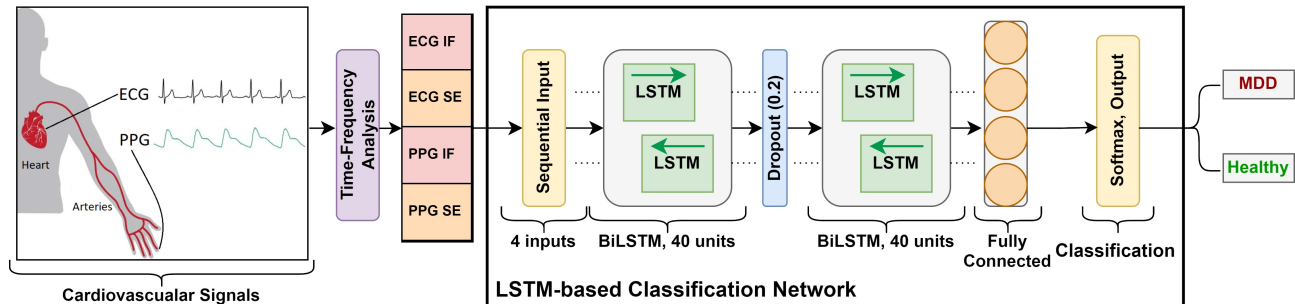 ECG
PPG
Heart
Arteries
Cardiovascular Signals
Time-Frequency
Analysis
ECG IF
ECG SE
PPG IF
PPG SE
Sequential Input
4 inputs
LSTM
LSTM
BiLSTM, 40 units
Dropout (0.2)
LSTM
LSTM
BiLSTM, 40 units
Fully
Connected
Softmax, Output
Classification
LSTM-based Classification Network
MDD
Healthy